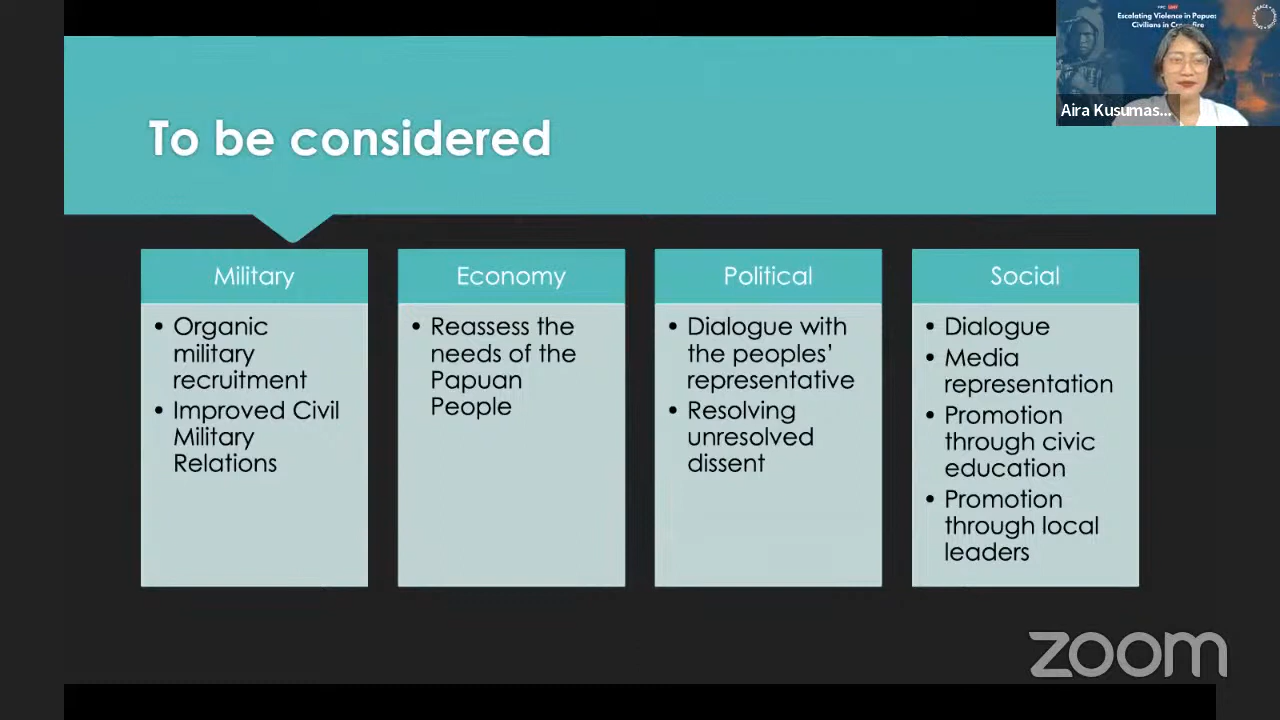 Escalating Violence in Papua:
Civilians in Cross-fire
Aira Kusumas...
To be considered
Military
• Organic
military
recruitment
• Improved Civil
Military
Relations
Economy
• Reassess the
needs of the
Papuan
People
Political
• Dialogue with
the peoples’
representative
• Resolving
unresolved
dissent
Social
• Dialogue
• Media
representation
• Promotion
through civic
education
• Promotion
through local
leaders
zoom